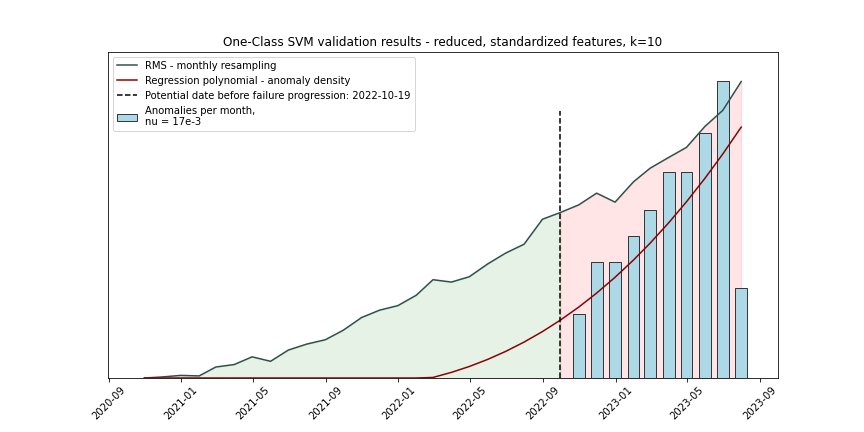 One-Class SVM validation results - reduced, standardized features, k=10
RMS - monthly resampling
Regression polynomial - anomaly density
Potential date before failure progression: 2022-10-19
Anomalies per month,
nu = 17e-3
2020-09
2021-01
2021-05
2021-09
2022-01
2022-05
2022-09
2023-01
2023-05
2023-09